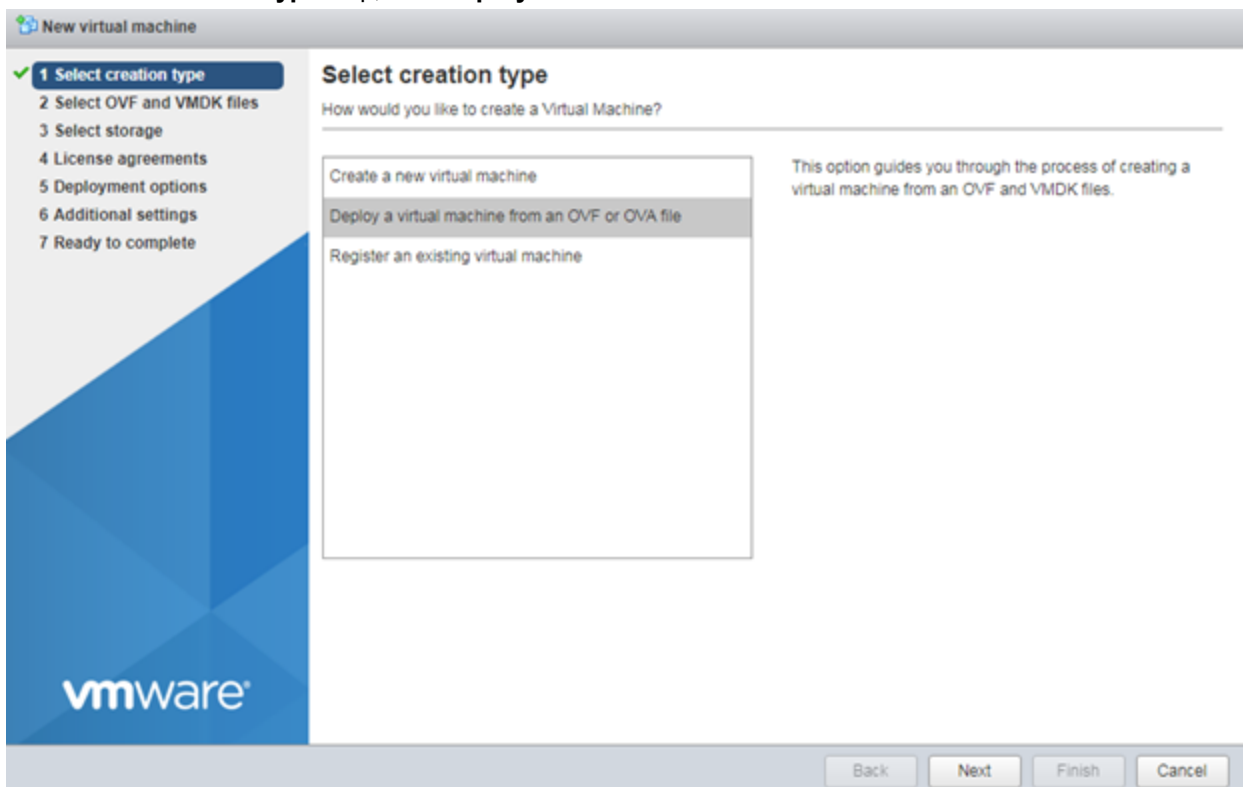 New virtual machine
1 Select creation type
2 Select OVF and VMDK files
3 Select storage
4 License agreements
5 Deployment options
6 Additional settings
7 Ready to complete
Select creation type
How would you like to create a Virtual Machine?
Create a new virtual machine
Deploy a virtual machine from an OVF or OVA file
Register an existing virtual machine
This option guides you through the process of creating a
virtual machine from an OVF and VMDK files.
vmware®
Back
Next
Finish
Cancel